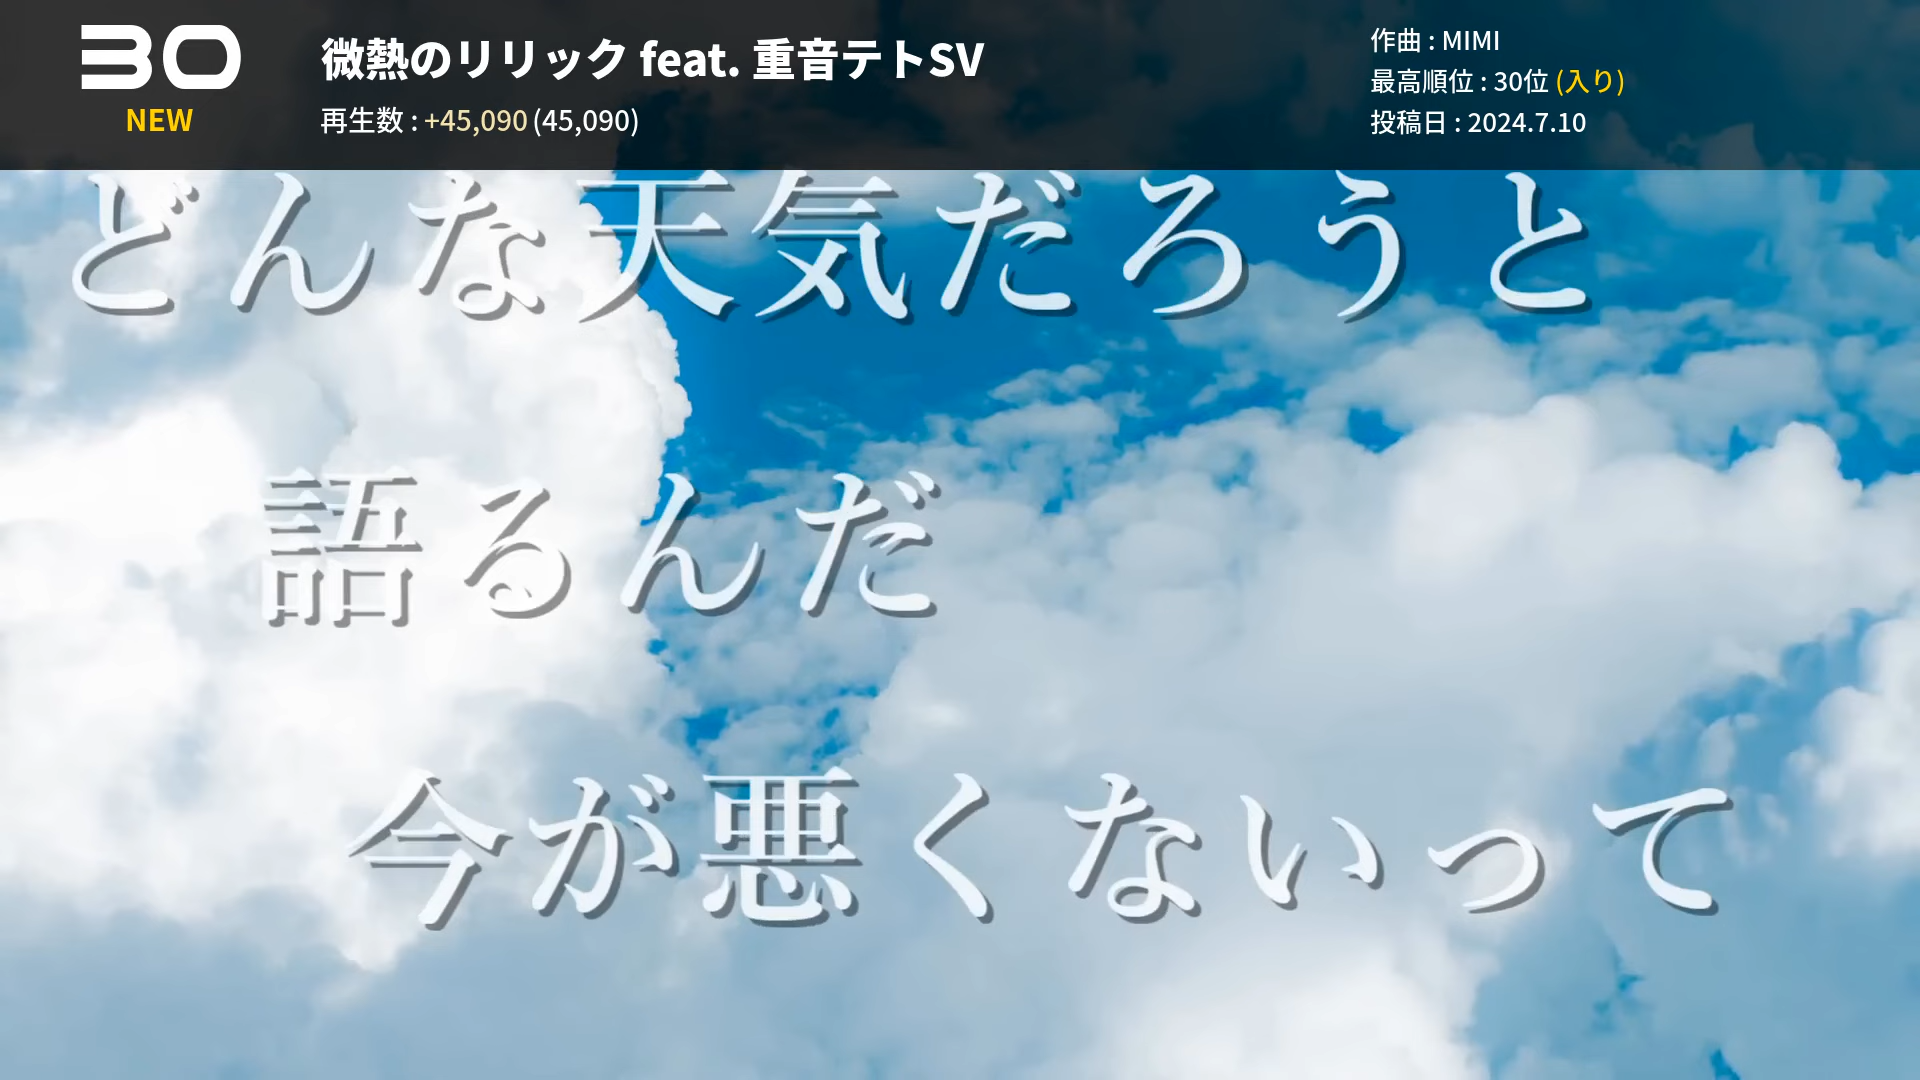 30
NEW
微熱のリリック feat. 重音テトSV
再生数 : +45,090 (45,090)
作曲 : MIMI
最高順位 : 30位 (入り)
投稿日 : 2024.7.10
どんな天気だろうと
語るんだ
今が悪くないって